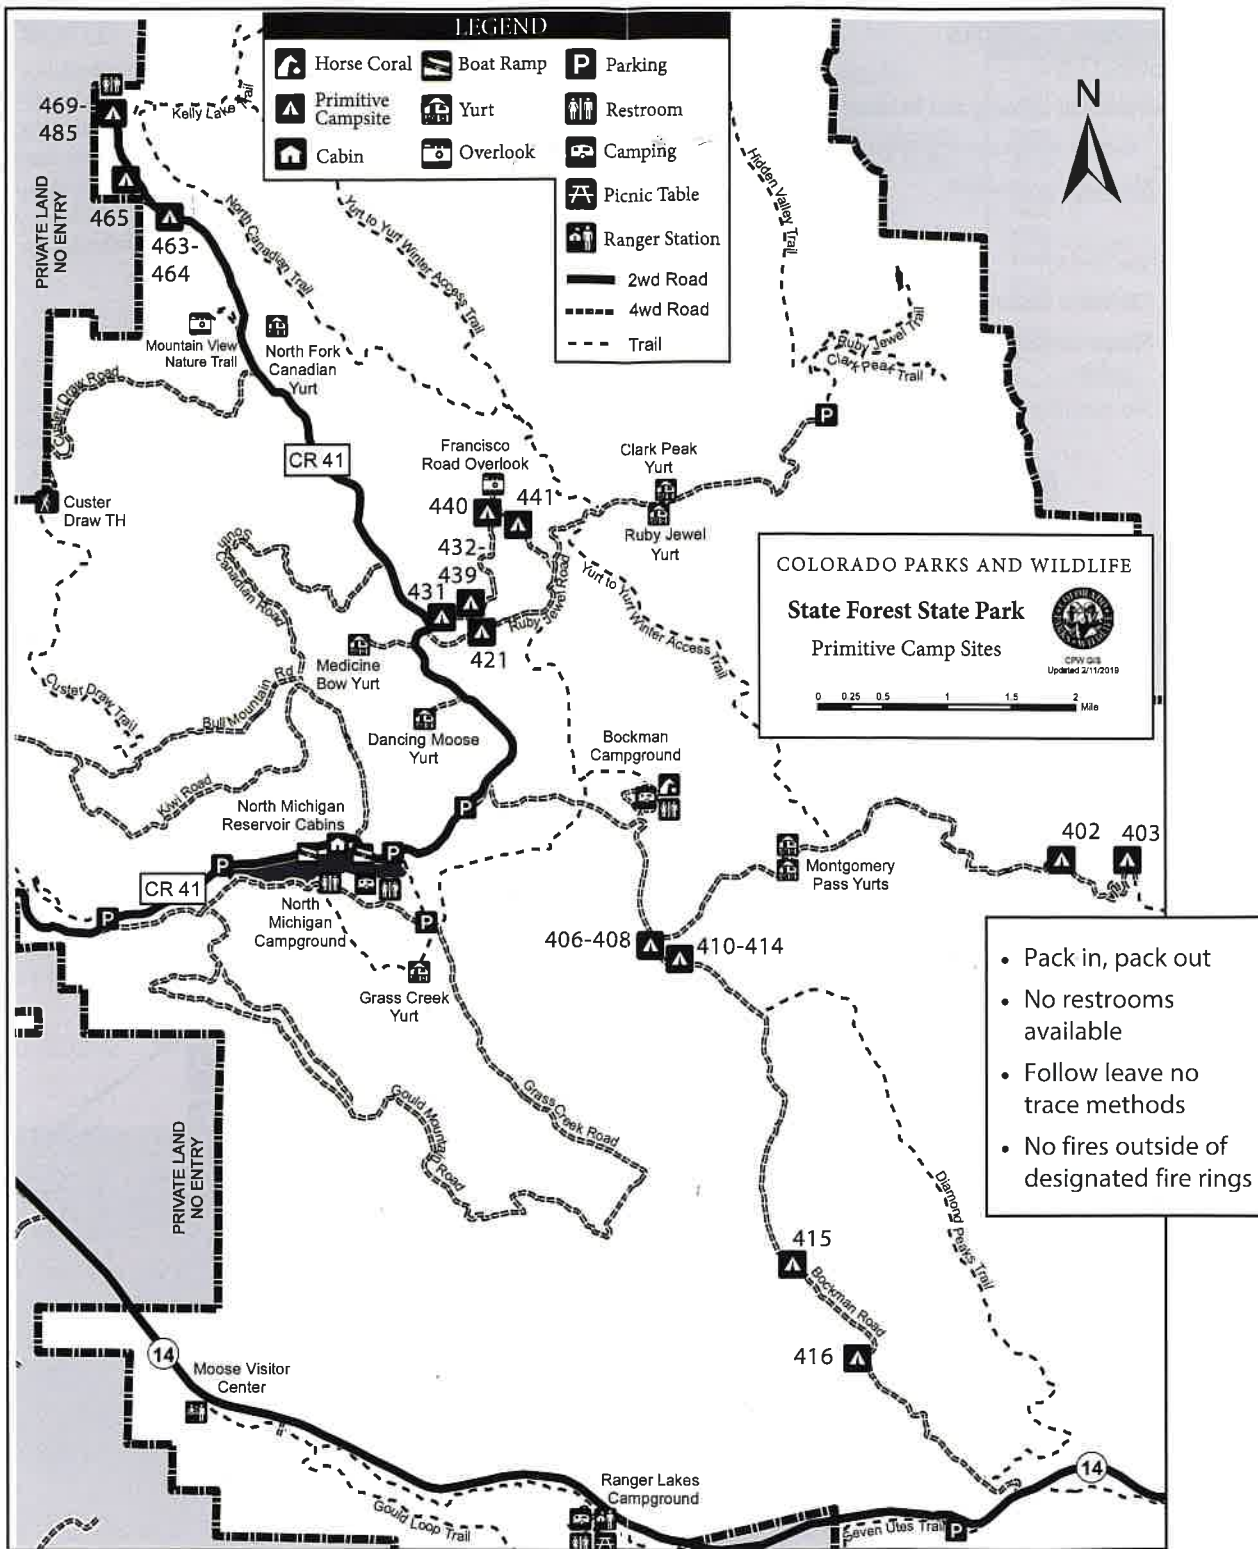 LEGEND
Horse Coral
Boat Ramp
Parking
Primitive
Campsite
Yurt
Restroom
Cabin
Overlook
Camping
Picnic Table
Ranger Station
2wd Road
4wd Road
Trail
N
469-
485
Kelly Lake Trail
465
463-
464
PRIVATE LAND
NO ENTRY
North Canadian Trail
Yurt to Yurt Winter Access Trail
Hidden Valley Trail
Mountain View
Nature Trail
North Fork
Canadian
Yurt
Ruby Jewel Trail
Clark Peak Trail
P
Custer Draw Road
CR 41
Francisco
Road Overlook
Clark Peak
Yurt
Custer
Draw TH
440
441
Ruby Jewel
Yurt
432-
439
431
421
Ruby Jewel Road
South
Canadian Road
Yurt to Yurt Winter Access Trail
COLORADO PARKS AND WILDLIFE
State Forest State Park
Primitive Camp Sites
CPW GIS
Updated 2/11/2019
0 0.25 0.5 1 1.5 2
Mile
Medicine
Bow Yurt
Custer Draw Trail
Bull Mountain Rd
Dancing Moose
Yurt
Bockman
Campground
Kiwi Road
North Michigan
Reservoir Cabins
P
P
P
CR 41
P
P
North
Michigan
Campground
Grass Creek
Yurt
Montgomery
Pass Yurts
402
403
406-408
410-414
• Pack in, pack out
• No restrooms
available
• Follow leave no
trace methods
• No fires outside of
designated fire rings
Gould Mountain Road
Grass Creek Road
PRIVATE LAND
NO ENTRY
Diamond Peaks Trail
415
Bockman Road
416
14
Moose Visitor
Center
Ranger Lakes
Campground
14
Gould Loop Trail
Seven Utes Trail
P